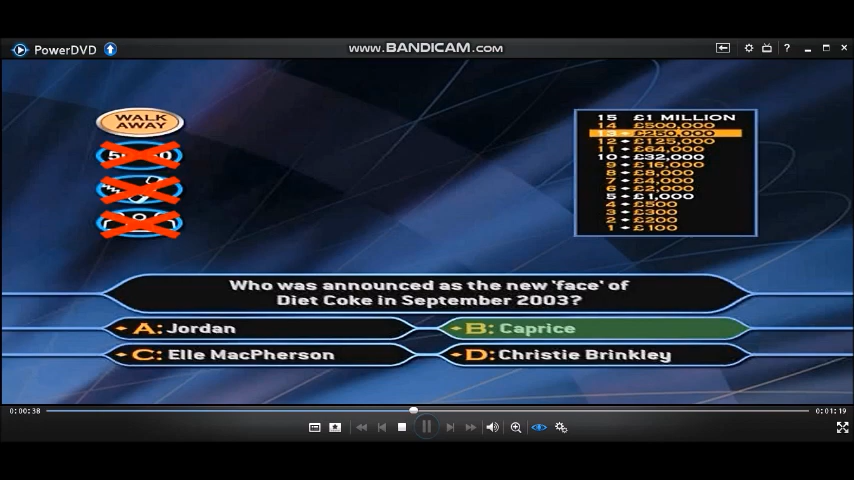 PowerDVD
www.BANDICAM.com
WALK
AWAY
15 £1 MILLION
14 £500,000
13 £250,000
12 £125,000
11 £64,000
10 £32,000
9 £16,000
8 £8,000
7 £4,000
6 £2,000
5 £1,000
4 £500
3 £300
2 £200
1 £100
Who was announced as the new 'face' of
Diet Coke in September 2003?
A: Jordan
B: Caprice
C: Elle MacPherson
D: Christie Brinkley
0:00:38
0:01:19